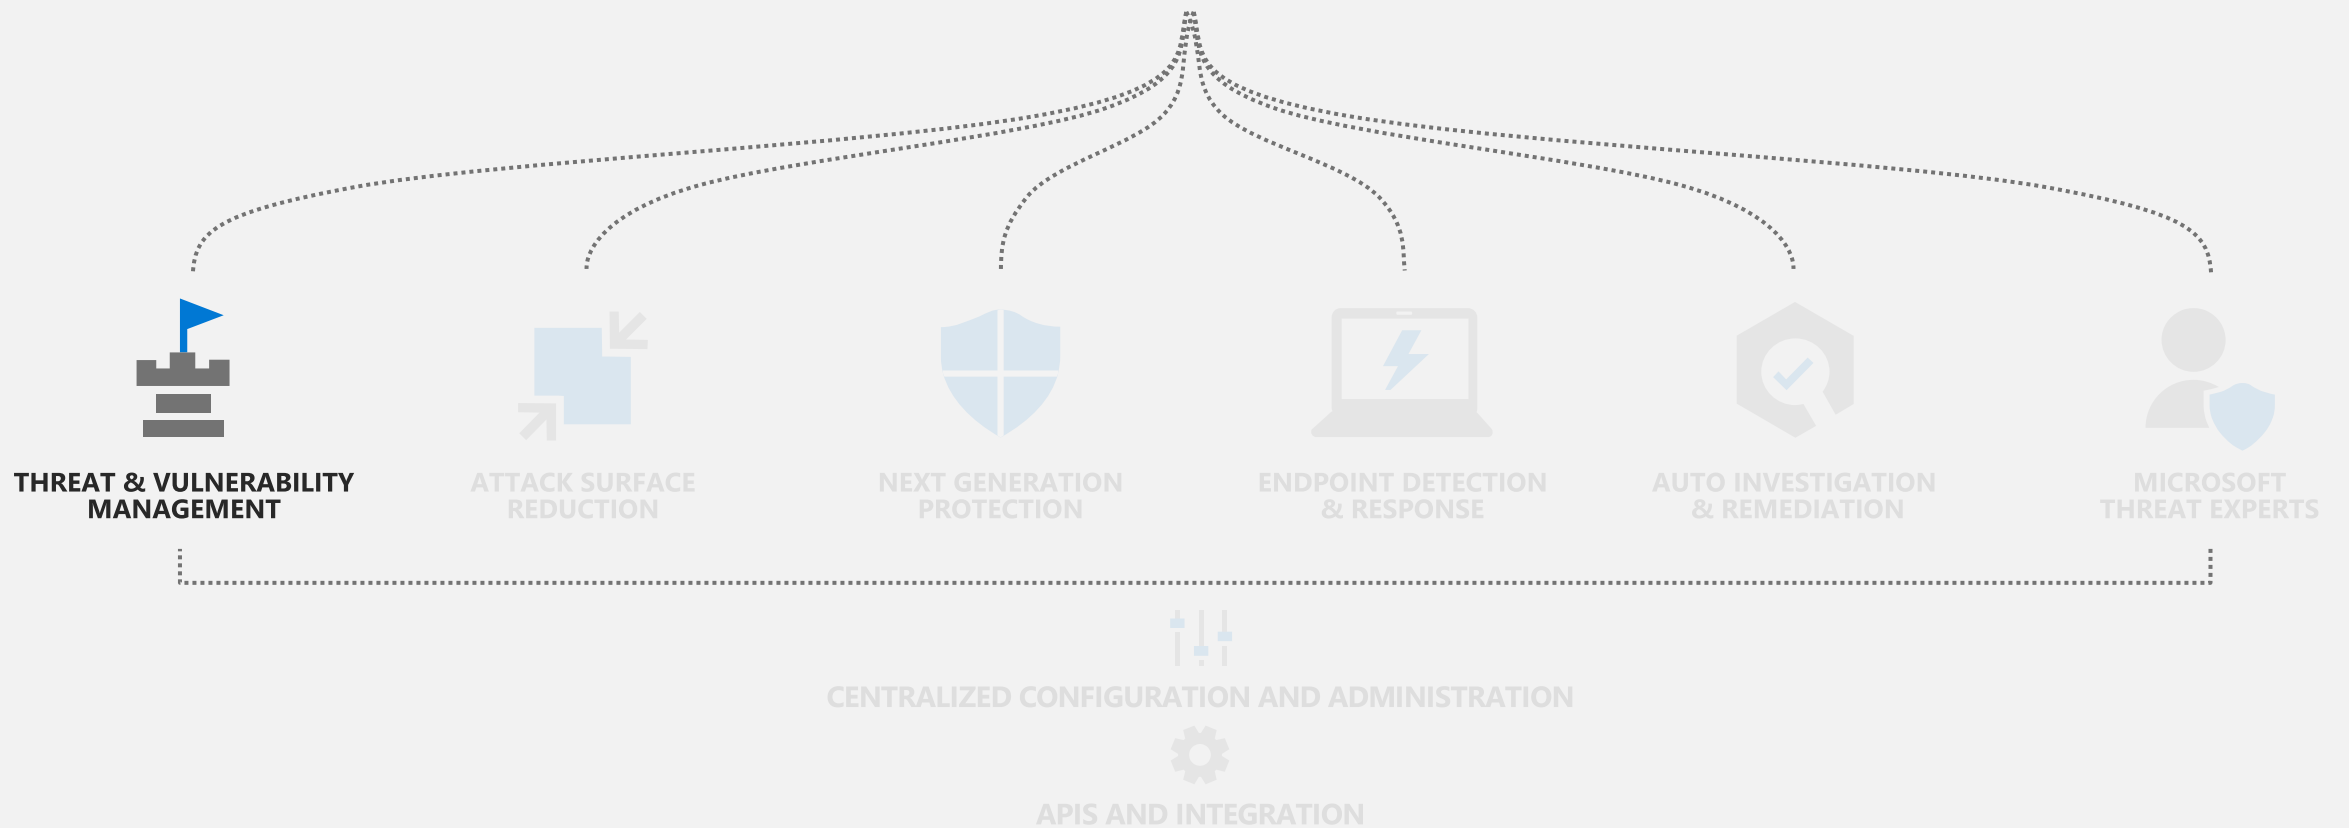 THREAT & VULNERABILITY
MANAGEMENT
ATTACK SURFACE
REDUCTION
NEXT GENERATION
PROTECTION
ENDPOINT DETECTION
& RESPONSE
AUTO INVESTIGATION
& REMEDIATION
MICROSOFT
THREAT EXPERTS
CENTRALIZED CONFIGURATION AND ADMINISTRATION
APIS AND INTEGRATION